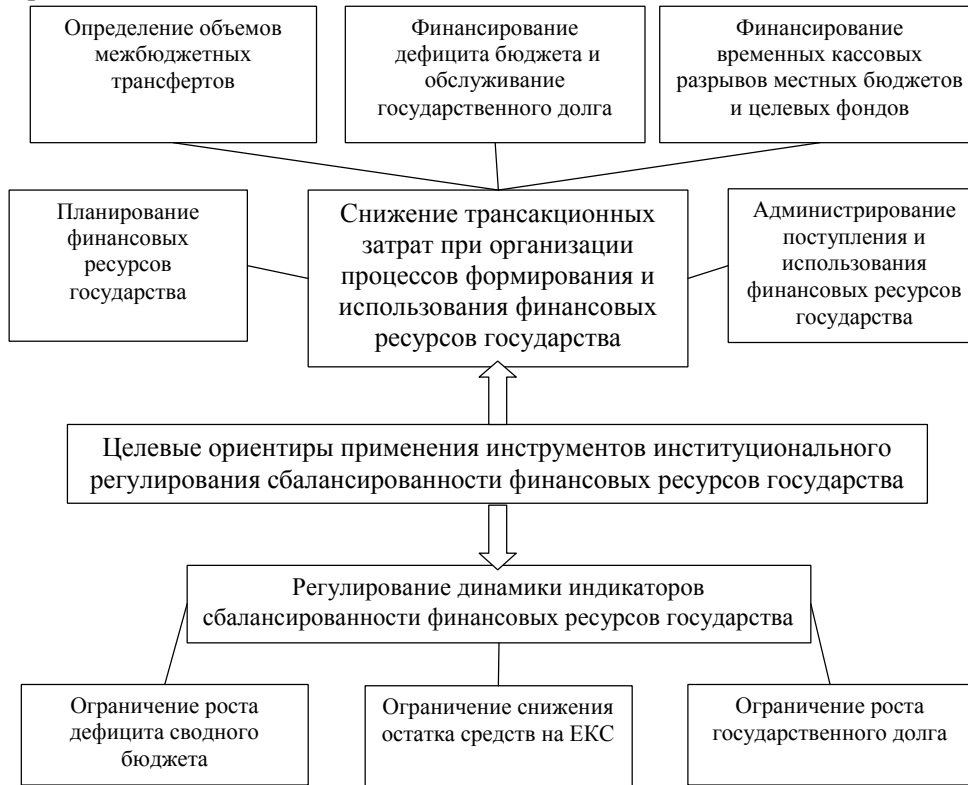 Определение объемов
межбюджетных
трансфертов
Финансирование
дефицита бюджета и
обслуживание
государственного долга
Финансирование
временных кассовых
разрывов местных бюджетов
и целевых фондов
Планирование
финансовых
ресурсов
государства
Снижение трансакционных
затрат при организации
процессов формирования и
использования финансовых
ресурсов государства
Администрирование
поступления и
использования
финансовых ресурсов
государства
Целевые ориентиры применения инструментов институционального
регулирования сбалансированности финансовых ресурсов государства
Регулирование динамики индикаторов
сбалансированности финансовых ресурсов государства
Ограничение роста
дефицита сводного
бюджета
Ограничение снижения
остатка средств на ЕКС
Ограничение роста
государственного долга